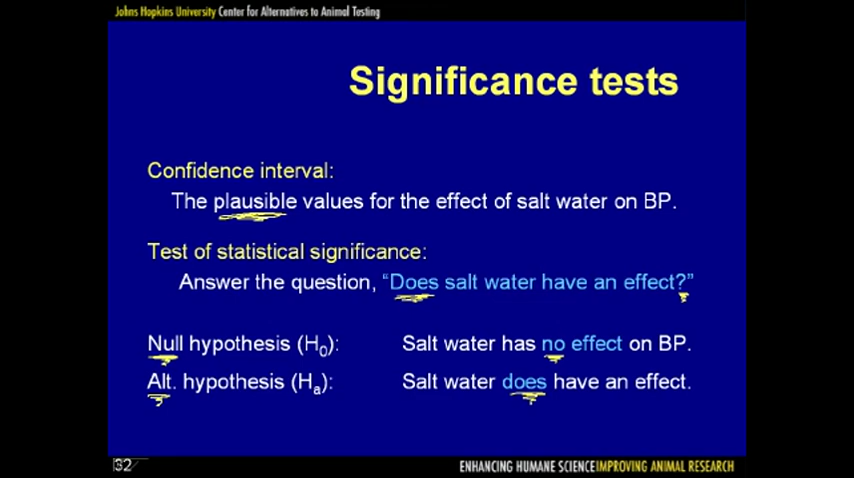 Johns Hopkins University Center for Alternatives to Animal Testing
Significance tests
Confidence interval:
The plausible values for the effect of salt water on BP.
Test of statistical significance:
Answer the question, “Does salt water have an effect?”
Null hypothesis (H0): Salt water has no effect on BP.
Alt. hypothesis (Ha): Salt water does have an effect.
32
ENHANCING HUMANE SCIENCE IMPROVING ANIMAL RESEARCH